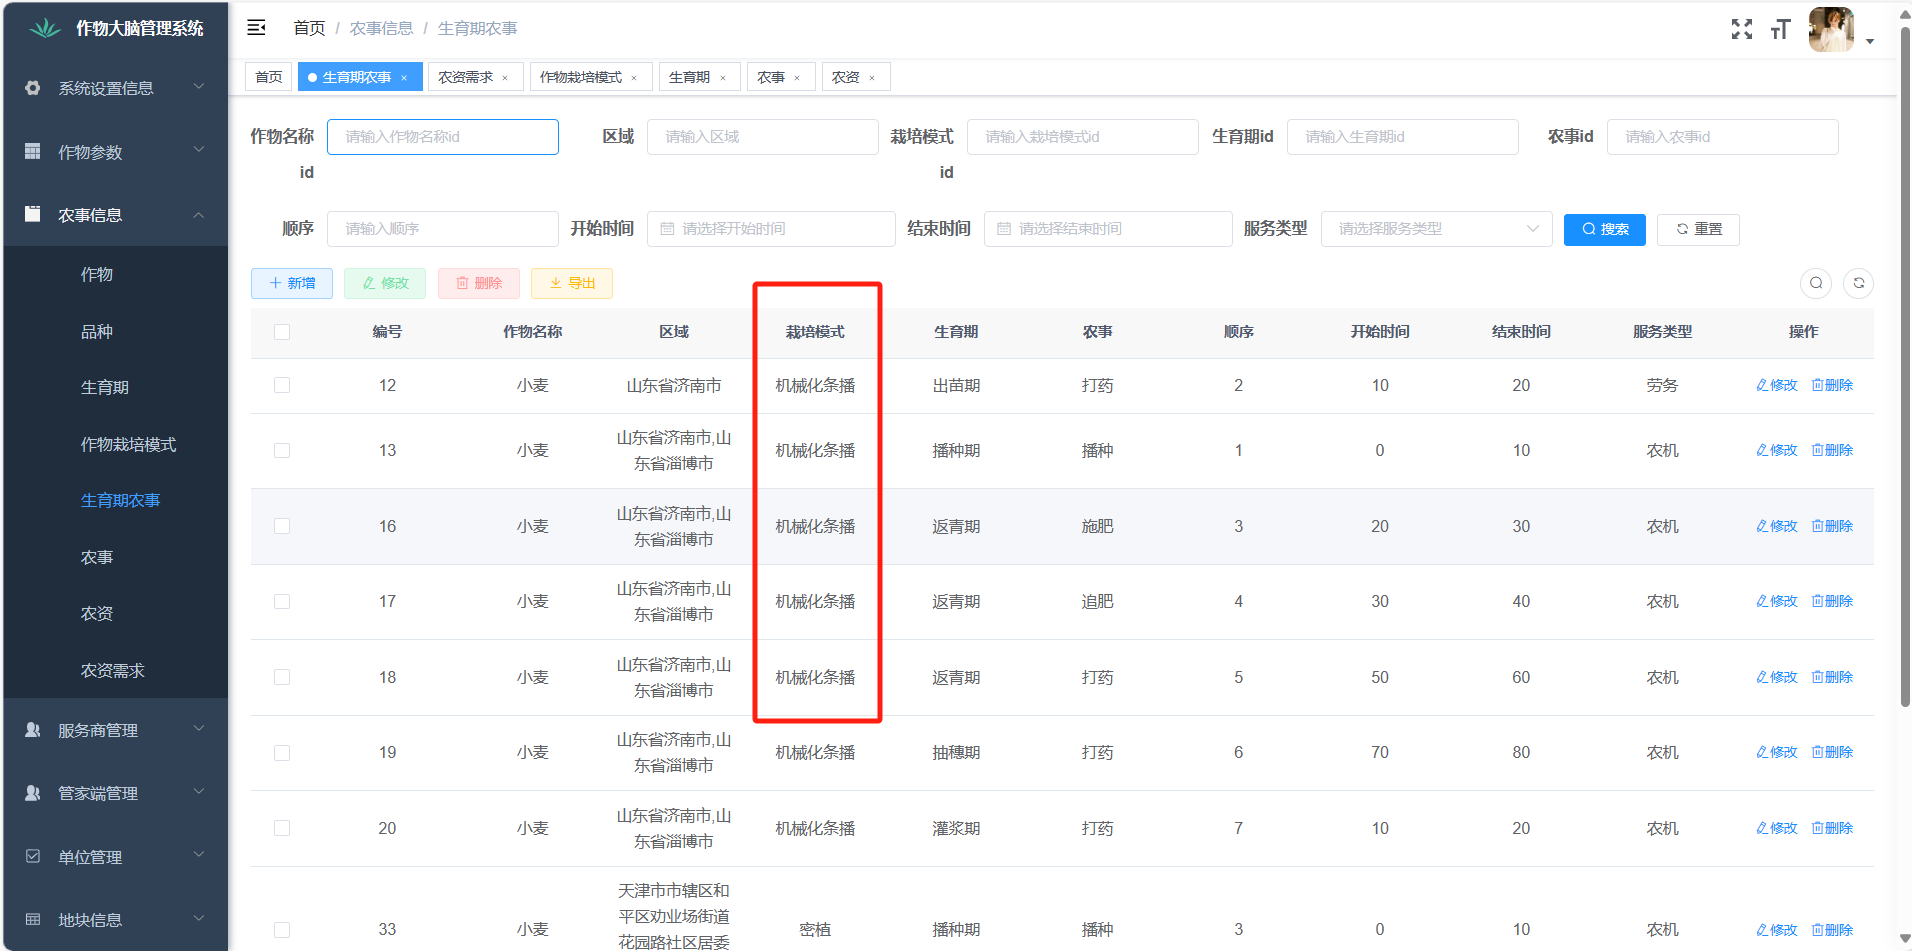 作物大脑管理系统
首页 / 农事信息 / 生育期农事
首页 生育期农事 × 农资需求 × 作物栽培模式 × 生育期 × 农事 × 农资 ×
系统设置信息
作物参数
农事信息
作物
品种
生育期
作物栽培模式
生育期农事
农事
农资
农资需求
服务商管理
管家端管理
单位管理
地块信息
作物名称id 请输入作物名称id 区域 请输入区域 栽培模式id 请输入栽培模式id 生育期id 请输入生育期id 农事id 请输入农事id
顺序 请输入顺序 开始时间 请选择开始时间 结束时间 请选择结束时间 服务类型 请选择服务类型 搜索 重置
新增 修改 删除 导出
编号 作物名称 区域 栽培模式 生育期 农事 顺序 开始时间 结束时间 服务类型 操作
12 小麦 山东省济南市 机械化条播 出苗期 打药 2 10 20 劳务 修改 删除
13 小麦 山东省济南市,山东省淄博市 机械化条播 播种期 播种 1 0 10 农机 修改 删除
16 小麦 山东省济南市,山东省淄博市 机械化条播 返青期 施肥 3 20 30 农机 修改 删除
17 小麦 山东省济南市,山东省淄博市 机械化条播 返青期 追肥 4 30 40 农机 修改 删除
18 小麦 山东省济南市,山东省淄博市 机械化条播 返青期 打药 5 50 60 农机 修改 删除
19 小麦 山东省济南市,山东省淄博市 机械化条播 抽穗期 打药 6 70 80 农机 修改 删除
20 小麦 山东省济南市,山东省淄博市 机械化条播 灌浆期 打药 7 10 20 农机 修改 删除
33 小麦 天津市市辖区和平区劝业场街道花园路社区居委 密植 播种期 播种 3 0 10 农机 修改 删除